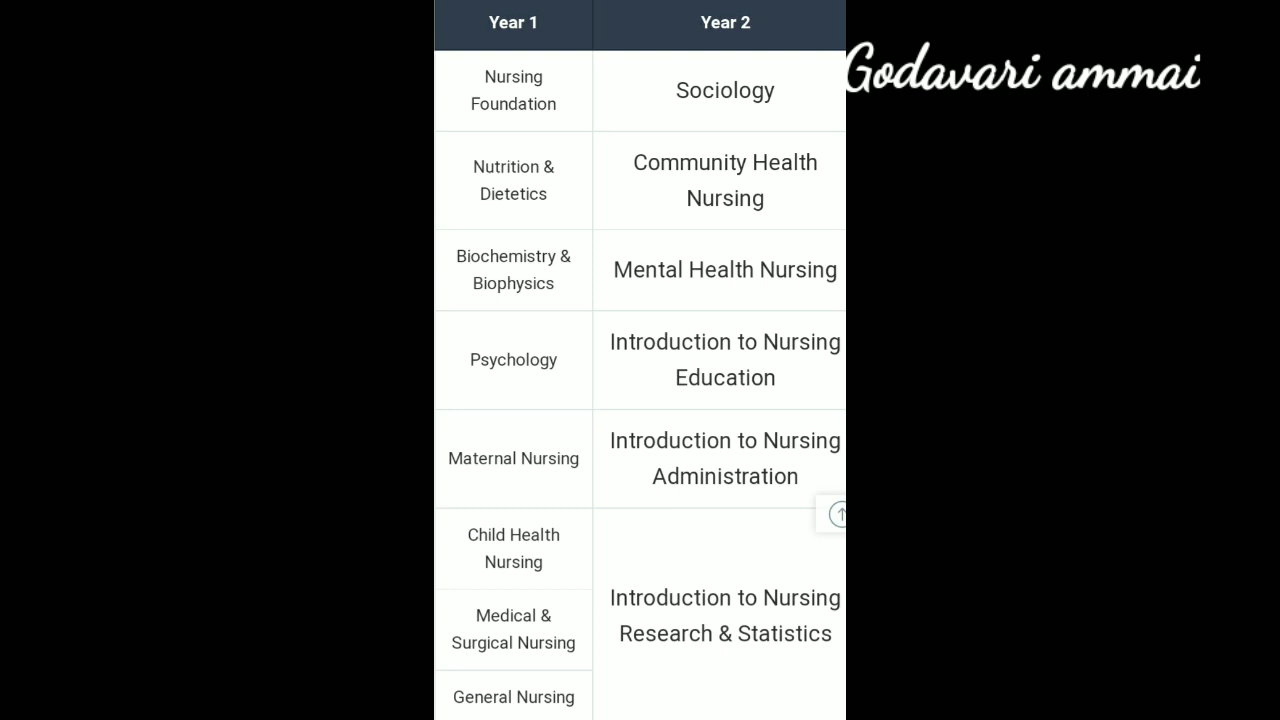 Year 1
Year 2
Nursing
Foundation
Sociology
Nutrition &
Dietetics
Community Health
Nursing
Biochemistry &
Biophysics
Mental Health Nursing
Psychology
Introduction to Nursing
Education
Maternal Nursing
Introduction to Nursing
Administration
Child Health
Nursing
Medical &
Surgical Nursing
Introduction to Nursing
Research & Statistics
General Nursing
Godavari ammai